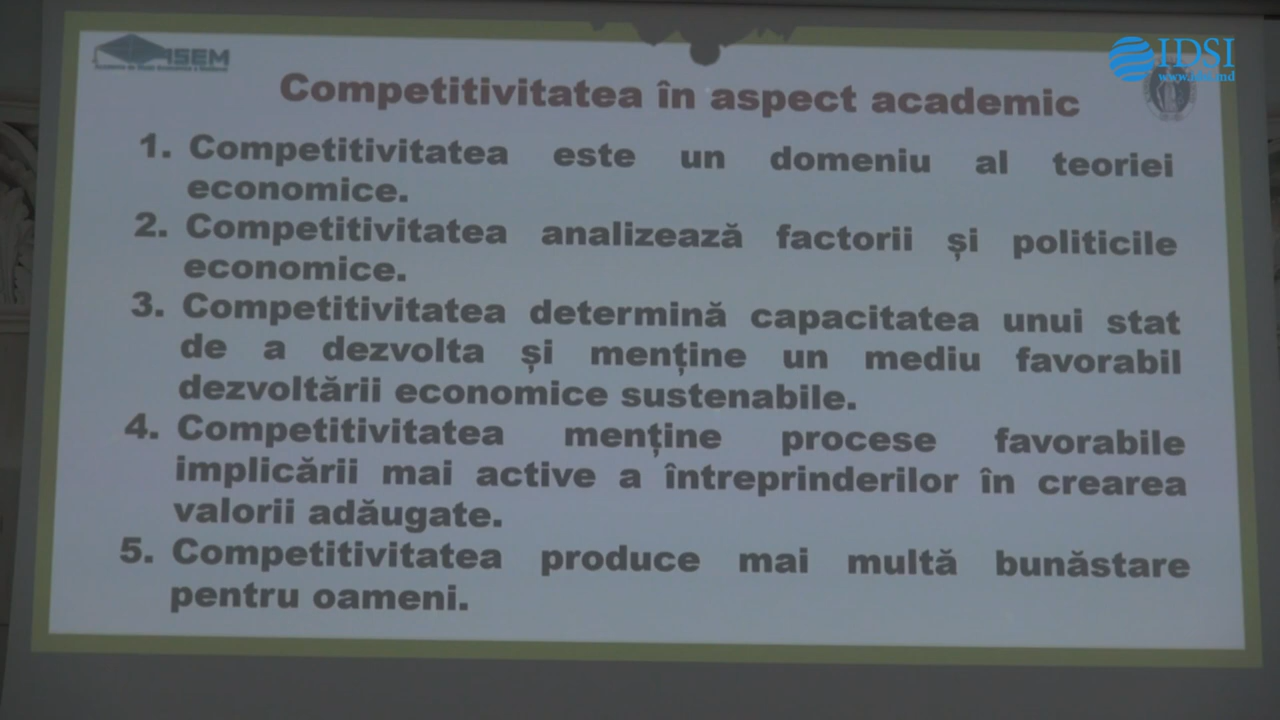 ASEM
IDSI
www.idsi.md
Competitivitatea în aspect academic
1. Competitivitatea este un domeniu al teoriei
economice.
2. Competitivitatea analizează factorii și politicile
economice.
3. Competitivitatea determină capacitatea unui stat
de a dezvolta și menține un mediu favorabil
dezvoltării economice sustenabile.
4. Competitivitatea menține procese favorabile
implicării mai active a întreprinderilor în crearea
valorii adăugate.
5. Competitivitatea produce mai multă bunăstare
pentru oameni.